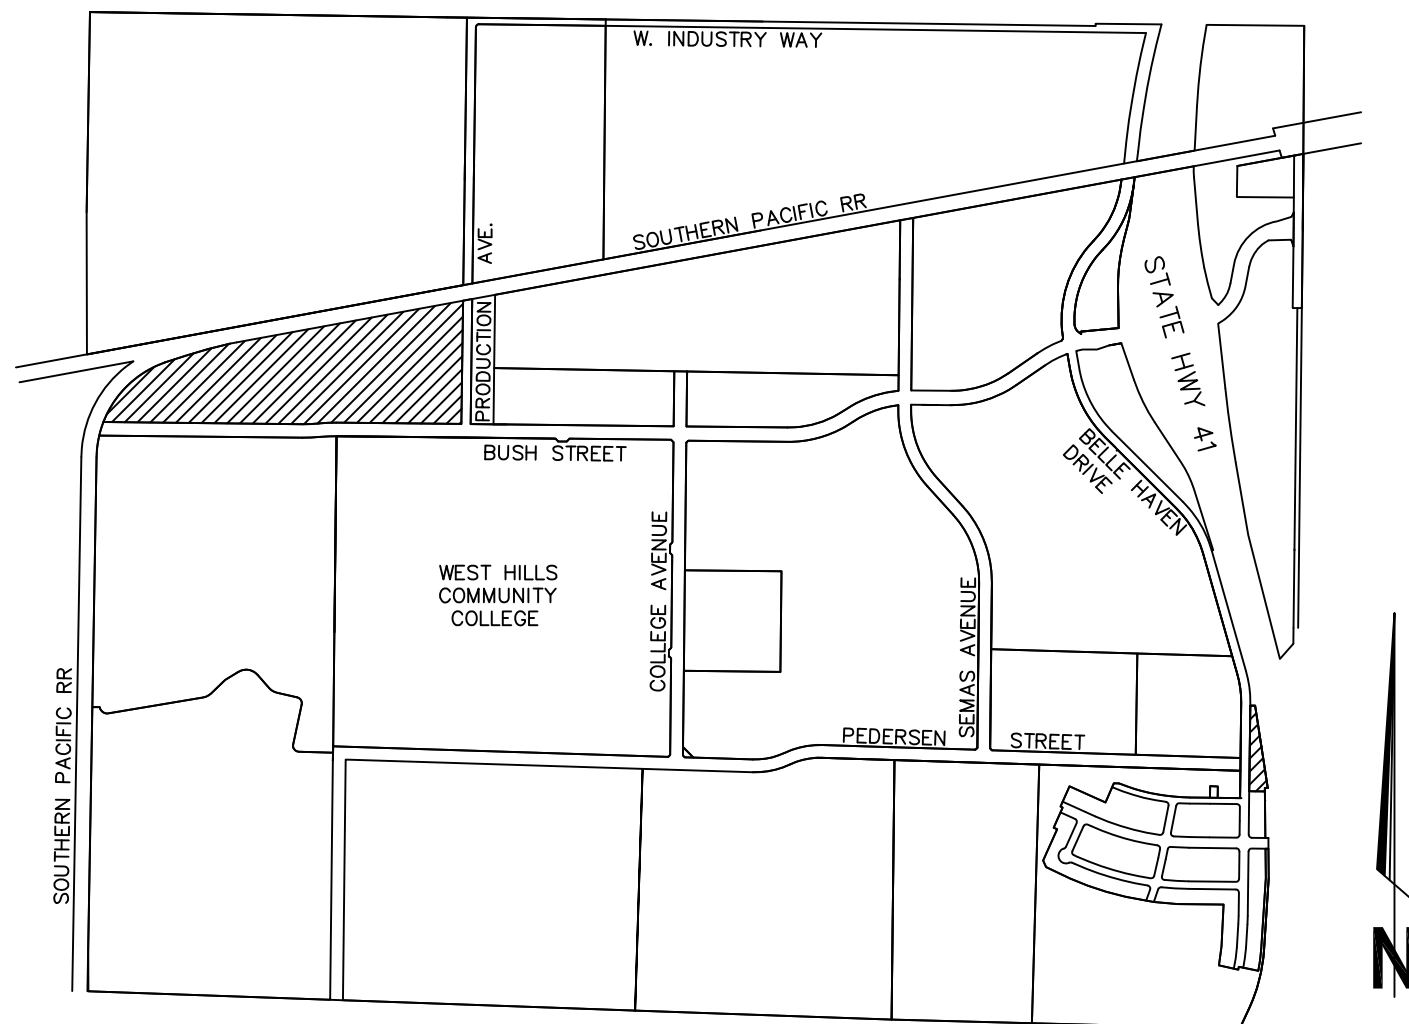 W. INDUSTRY WAY
SOUTHERN PACIFIC RR
PRODUCTION AVE.
STATE HWY 41
BUSH STREET
BELLE HAVEN
DRIVE
WEST HILLS
COMMUNITY
COLLEGE
COLLEGE AVENUE
SEMAS AVENUE
PEDERSEN STREET
SOUTHERN PACIFIC RR
N